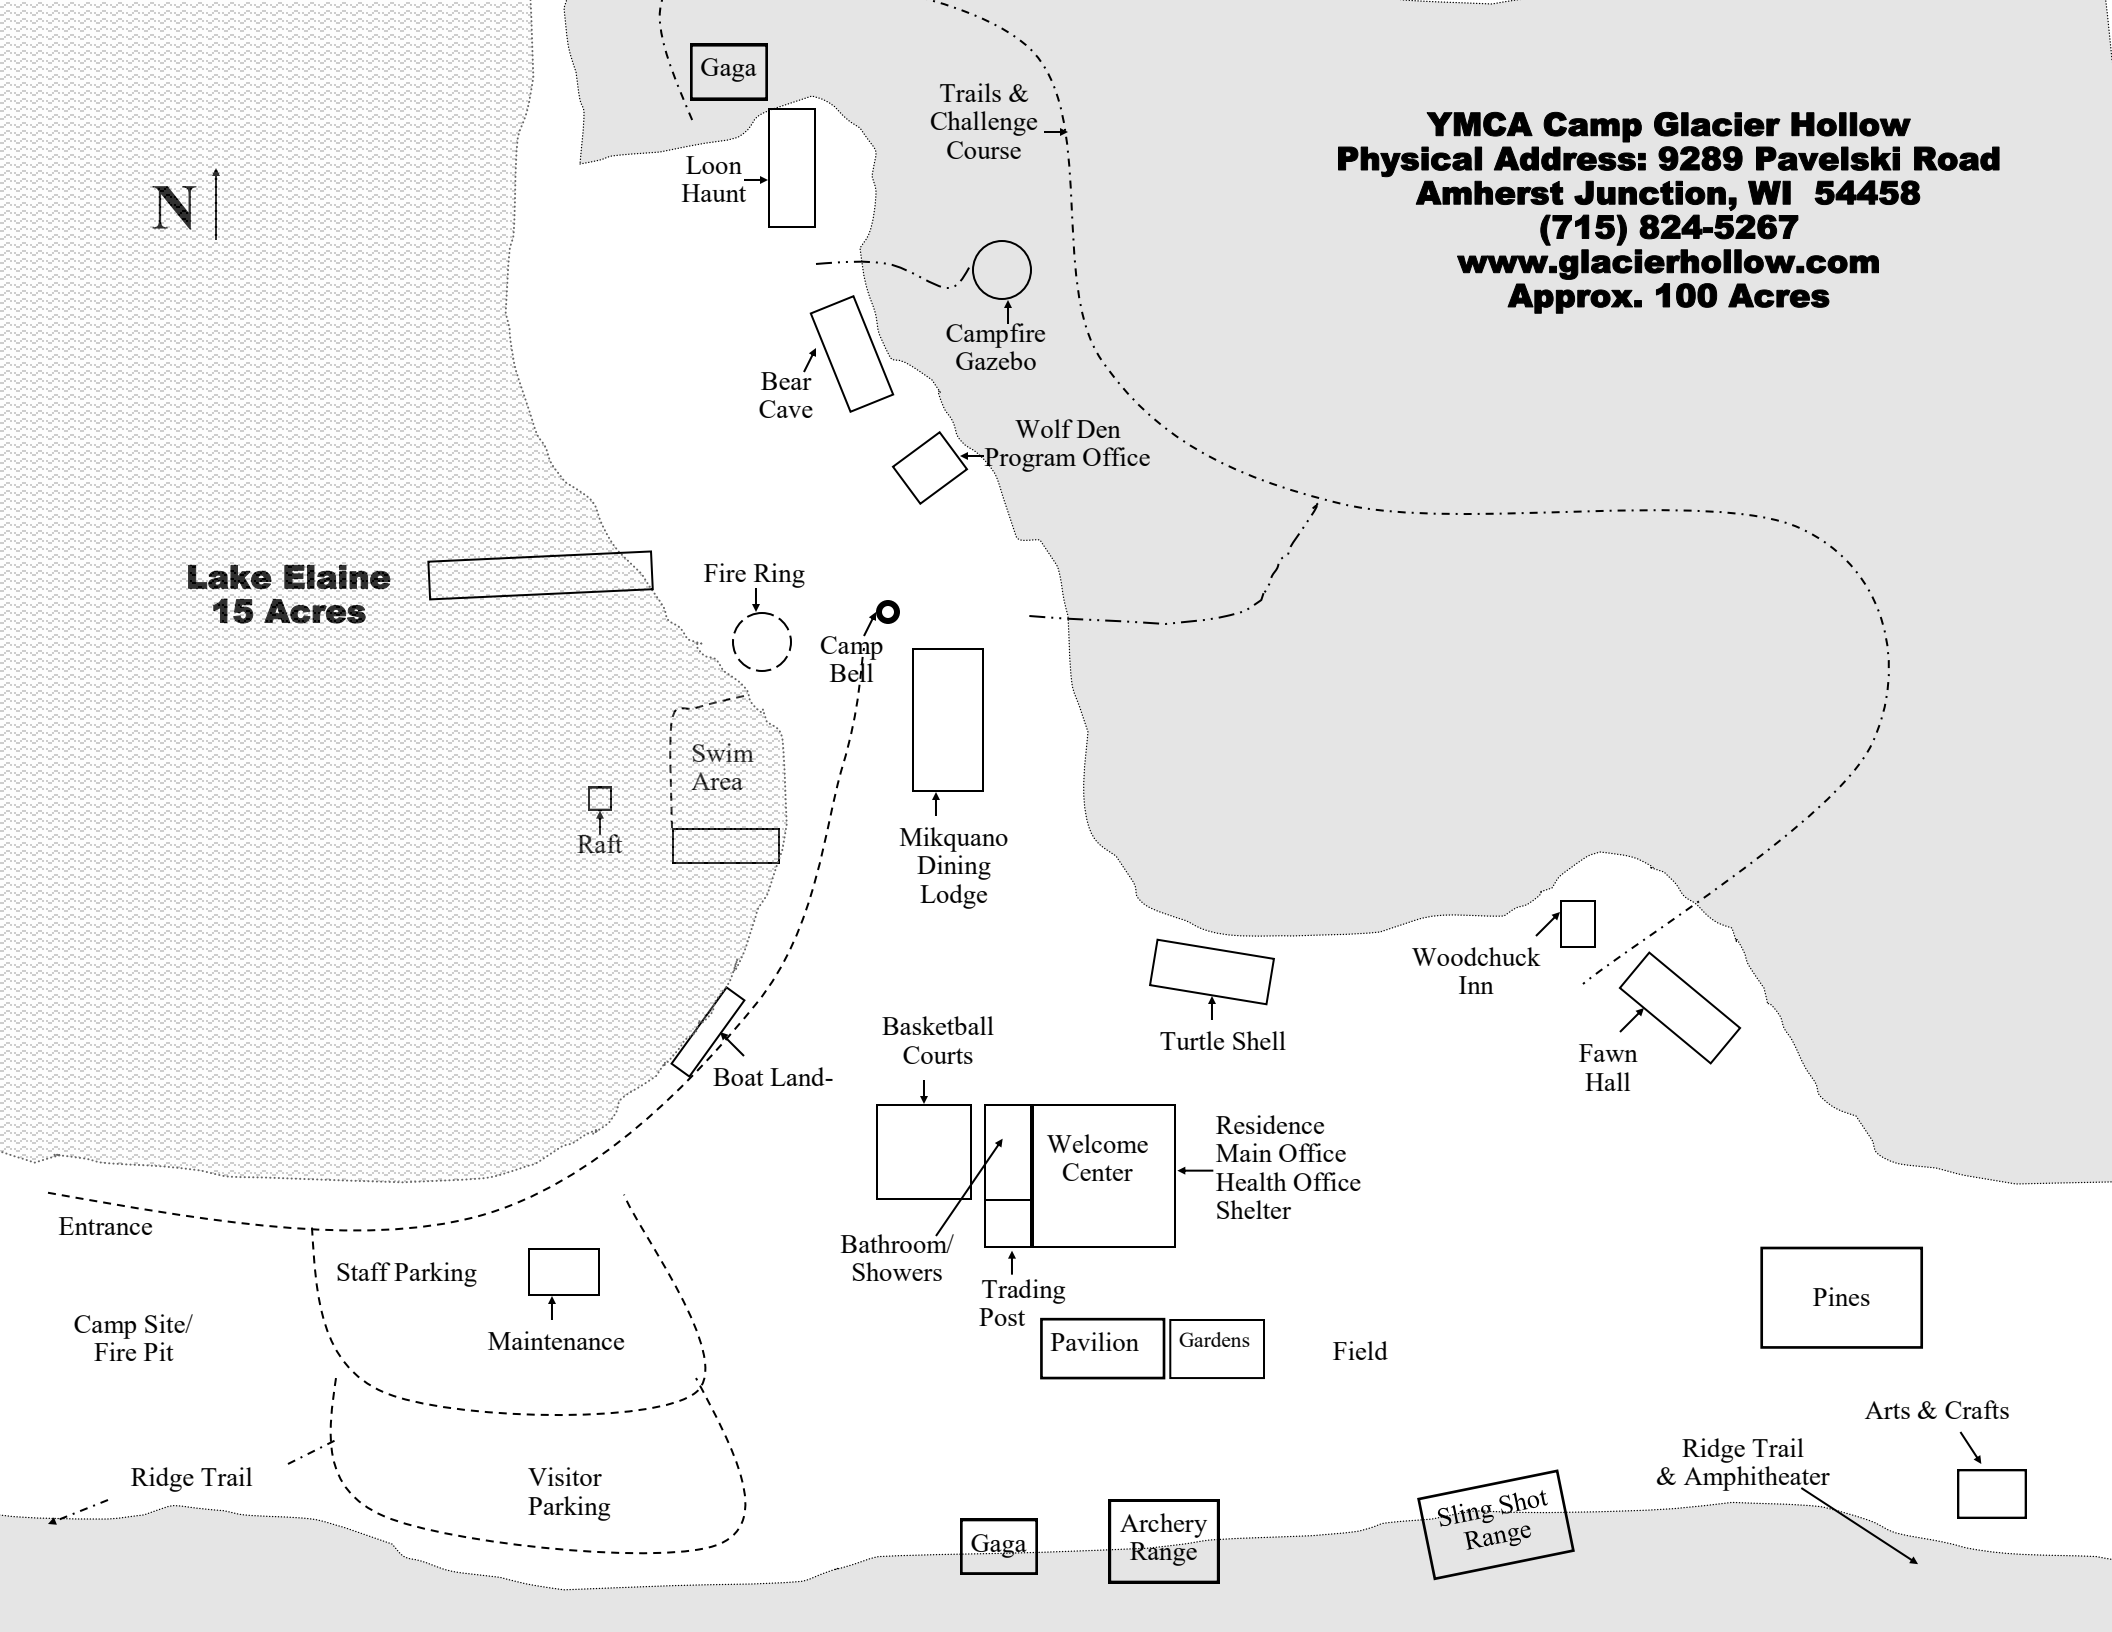 Gaga
Trails &
Challenge
Course
YMCA Camp Glacier Hollow
Physical Address: 9289 Pavelski Road
Amherst Junction, WI  54458
(715) 824-5267
www.glacierhollow.com
Approx. 100 Acres
Loon
Haunt
N
Campfire
Gazebo
Bear
Cave
Wolf Den
Program Office
Lake Elaine
15 Acres
Fire Ring
Camp
Bell
Swim
Area
Raft
Mikquano
Dining
Lodge
Woodchuck
Inn
Turtle Shell
Fawn
Hall
Basketball
Courts
Boat Land-
Welcome
Center
Residence
Main Office
Health Office
Shelter
Entrance
Staff Parking
Bathroom/
Showers
Trading
Post
Maintenance
Camp Site/
Fire Pit
Pavilion
Gardens
Field
Pines
Arts & Crafts
Ridge Trail
& Amphitheater
Ridge Trail
Visitor
Parking
Gaga
Archery
Range
Sling Shot
Range